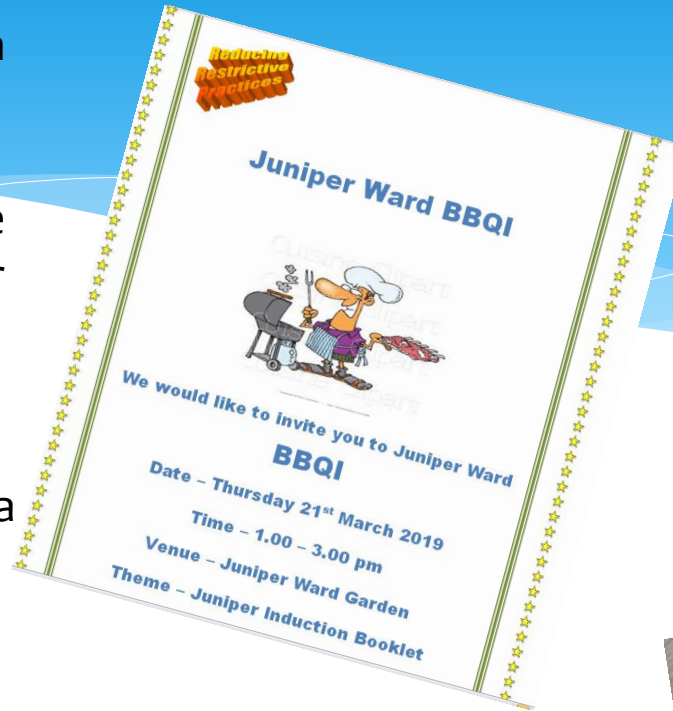 Reducing
Restrictive
Practices
Juniper Ward BBQI
We would like to invite you to Juniper Ward
BBQI
Date – Thursday 21st March 2019
Time – 1.00 – 3.00 pm
Venue – Juniper Ward Garden
Theme – Juniper Induction Booklet
a